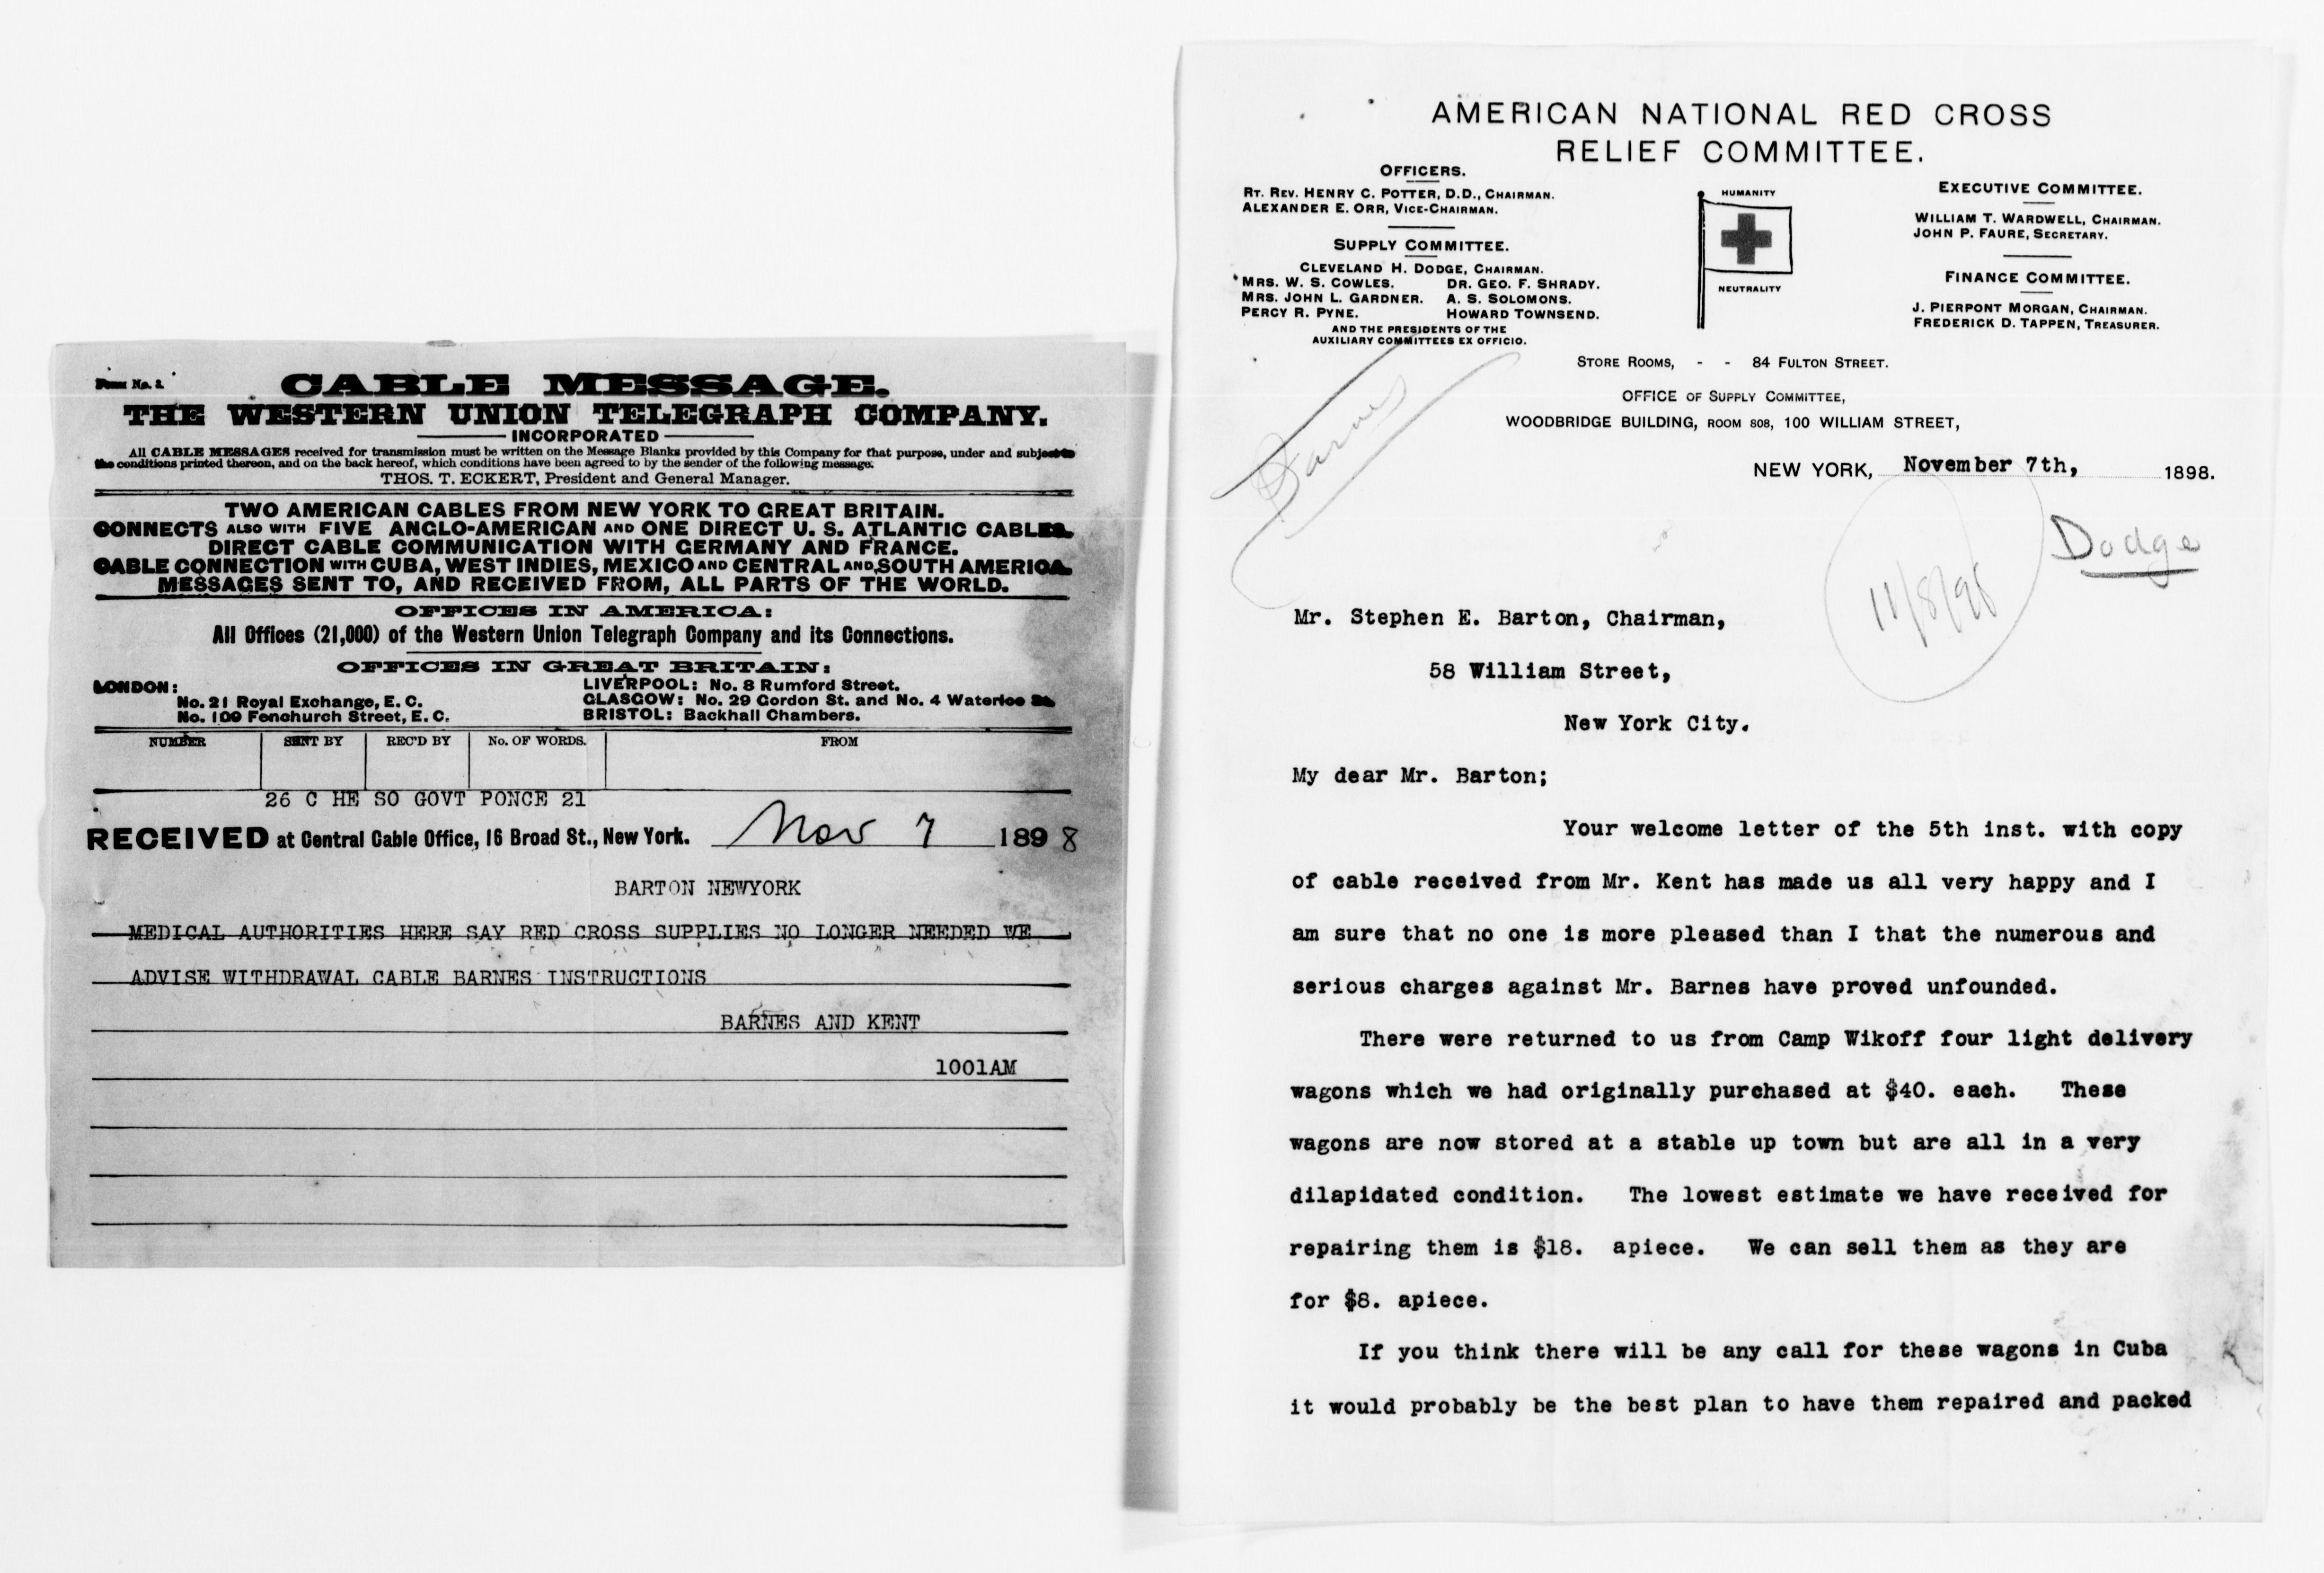 Form No. 2.
CABLE MESSAGE.
THE WESTERN UNION TELEGRAPH COMPANY.
INCORPORATED
All CABLE MESSAGES received for transmission must be written on the Message Blanks provided by this Company for that purpose, under and subject to
the conditions printed thereon, and on the back hereof, which conditions have been agreed to by the sender of the following message.
THOS. T. ECKERT, President and General Manager.
TWO AMERICAN CABLES FROM NEW YORK TO GREAT BRITAIN.
CONNECTS ALSO WITH FIVE ANGLO-AMERICAN AND ONE DIRECT U. S. ATLANTIC CABLES.
DIRECT CABLE COMMUNICATION WITH GERMANY AND FRANCE.
CABLE CONNECTION WITH CUBA, WEST INDIES, MEXICO AND CENTRAL AND SOUTH AMERICA.
MESSAGES SENT TO, AND RECEIVED FROM, ALL PARTS OF THE WORLD.
OFFICES IN AMERICA:
All Offices (21,000) of the Western Union Telegraph Company and its Connections.
OFFICES IN GREAT BRITAIN:
LONDON:
No. 21 Royal Exchange, E. C.
No. 109 Fenchurch Street, E. C.
LIVERPOOL: No. 8 Rumford Street.
GLASGOW: No. 29 Gordon St. and No. 4 Waterloo St.
BRISTOL: Backhall Chambers.
NUMBER SENT BY REC'D BY No. OF WORDS. FROM
26 C HE SO GOVT PONCE 21
RECEIVED at Central Cable Office, 16 Broad St., New York. Nov 7 1898
BARTON NEWYORK
MEDICAL AUTHORITIES HERE SAY RED CROSS SUPPLIES NO LONGER NEEDED WE
ADVISE WITHDRAWAL CABLE BARNES INSTRUCTIONS
BARNES AND KENT
1001AM
AMERICAN NATIONAL RED CROSS
RELIEF COMMITTEE.
OFFICERS.
RT. REV. HENRY C. POTTER, D.D., CHAIRMAN.
ALEXANDER E. ORR, VICE-CHAIRMAN.
SUPPLY COMMITTEE.
CLEVELAND H. DODGE, CHAIRMAN.
MRS. W. S. COWLES. DR. GEO. F. SHRADY.
MRS. JOHN L. GARDNER. A. S. SOLOMONS.
PERCY R. PYNE. HOWARD TOWNSEND.
AND THE PRESIDENTS OF THE
AUXILIARY COMMITTEES EX OFFICIO.
HUMANITY
NEUTRALITY
EXECUTIVE COMMITTEE.
WILLIAM T. WARDWELL, CHAIRMAN.
JOHN P. FAURE, SECRETARY.
FINANCE COMMITTEE.
J. PIERPONT MORGAN, CHAIRMAN.
FREDERICK D. TAPPEN, TREASURER.
STORE ROOMS, - - 84 FULTON STREET.
OFFICE OF SUPPLY COMMITTEE,
WOODBRIDGE BUILDING, ROOM 808, 100 WILLIAM STREET,
NEW YORK, November 7th, 1898.
Barnes
Dodge
11/8/98
Mr. Stephen E. Barton, Chairman,
58 William Street,
New York City.
My dear Mr. Barton;
Your welcome letter of the 5th inst. with copy
of cable received from Mr. Kent has made us all very happy and I
am sure that no one is more pleased than I that the numerous and
serious charges against Mr. Barnes have proved unfounded.
There were returned to us from Camp Wikoff four light delivery
wagons which we had originally purchased at $40. each. These
wagons are now stored at a stable up town but are all in a very
dilapidated condition. The lowest estimate we have received for
repairing them is $18. apiece. We can sell them as they are
for $8. apiece.
If you think there will be any call for these wagons in Cuba
it would probably be the best plan to have them repaired and packed